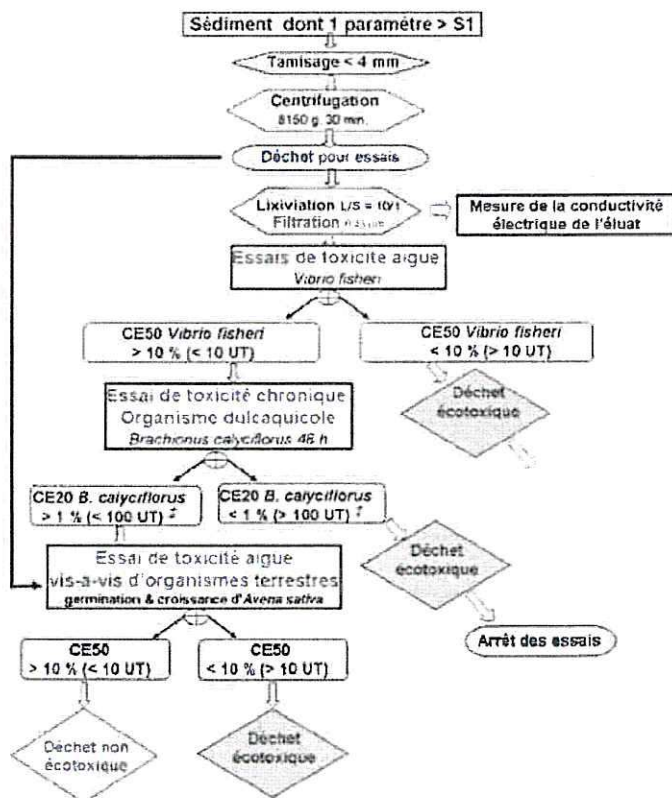 Sédiment dont 1 paramètre > S1
Tamisage < 4 mm
Centrifugation
8150 g 30 min.
Déchet pour essais
Lixiviation L/S = 10/1
Filtration
Mesure de la conductivité
électrique de l'éluat
Essais de toxicité aigue
Vibrio fisheri
CE50 Vibrio fisheri
> 10 % (< 10 UT)
CE50 Vibrio fisheri
< 10 % (> 10 UT)
Déchet
écotoxique
Essai de toxicité chronique
Organisme dulcaquicole
Brachionus calyciflorus 48 h
CE20 B. calyciflorus
> 1 % (< 100 UT) ‡
CE20 B. calyciflorus
< 1 % (> 100 UT) ‡
Déchet
écotoxique
Essai de toxicité aigue
vis-a-vis d'organismes terrestres
germination & croissance d'Avena sativa
Arrêt des essais
CE50
> 10 % (< 10 UT)
CE50
< 10 % (> 10 UT)
Déchet non
écotoxique
Déchet
écotoxique